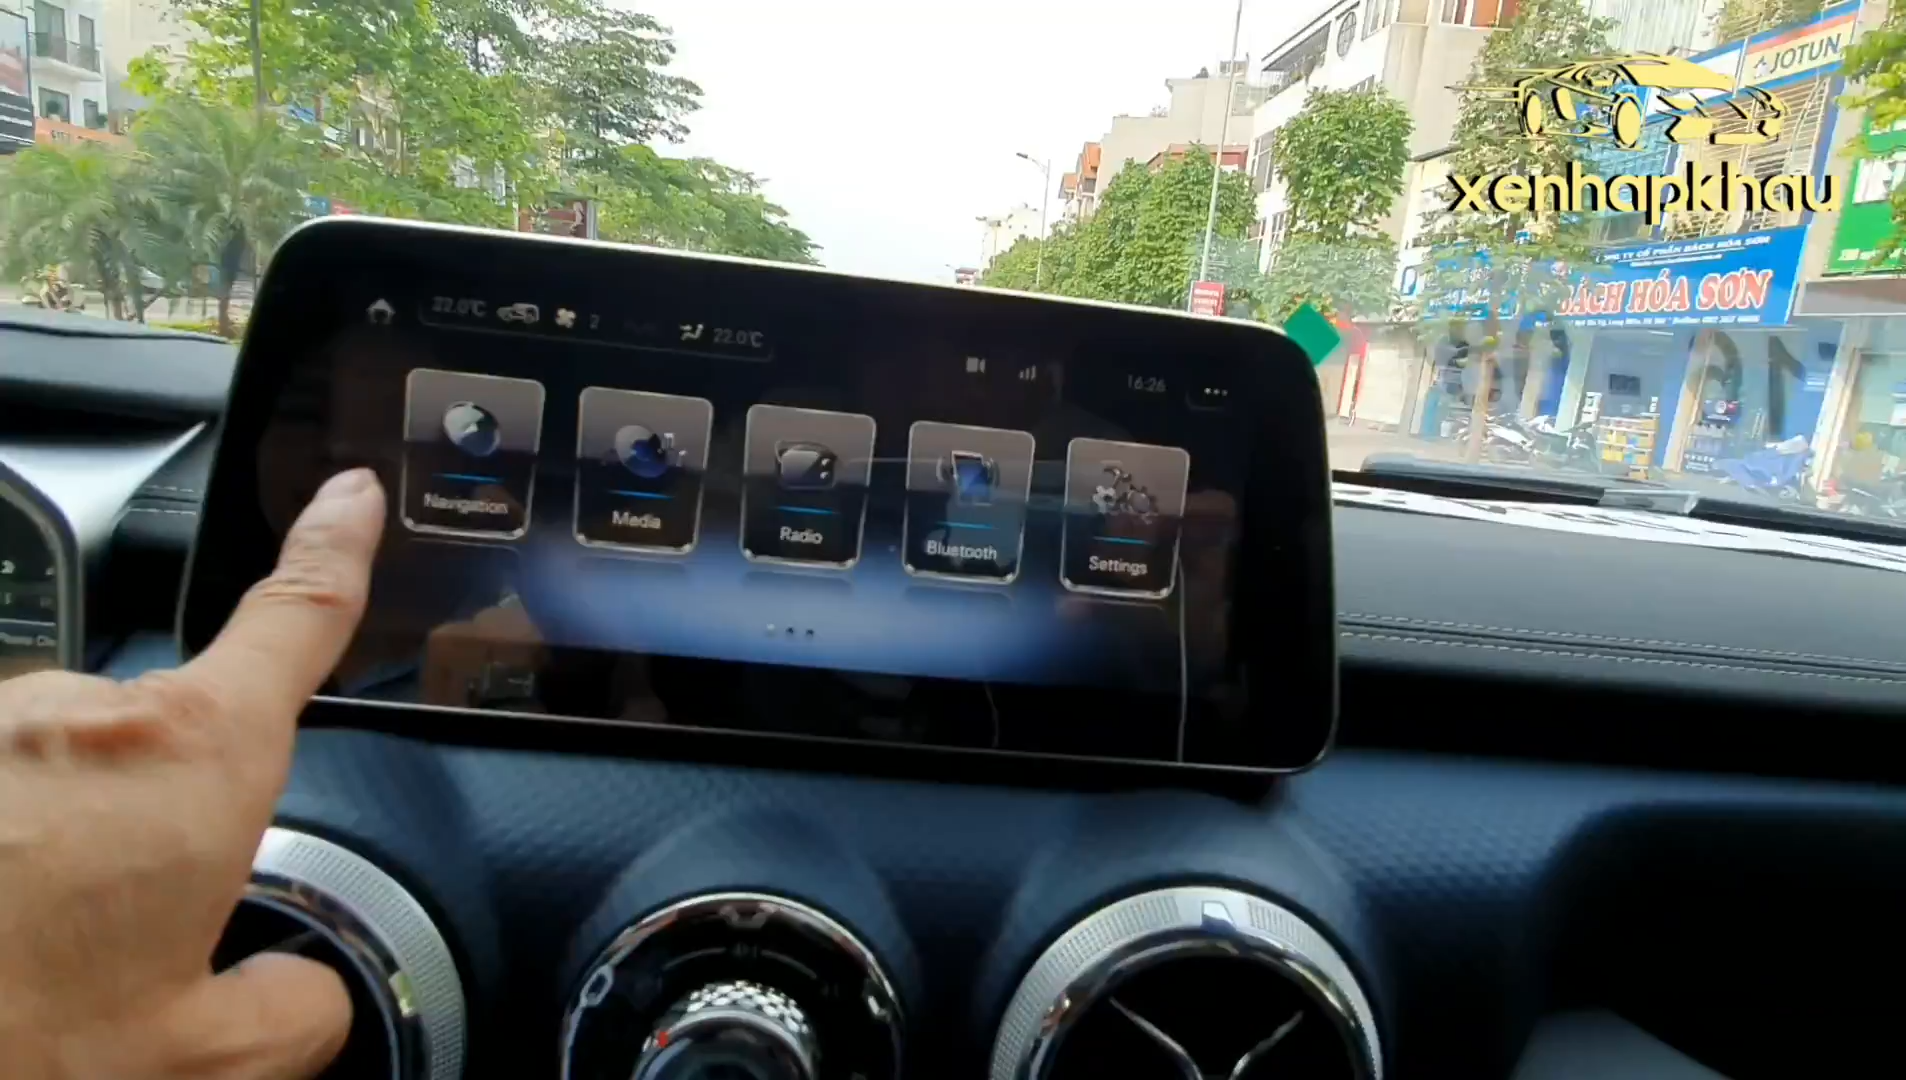 JOTUN
xenhapkhau
BÁCH HÓA SƠN
22.0°C
2
22.0°C
16:26
Navigation
Media
Radio
Bluetooth
Settings